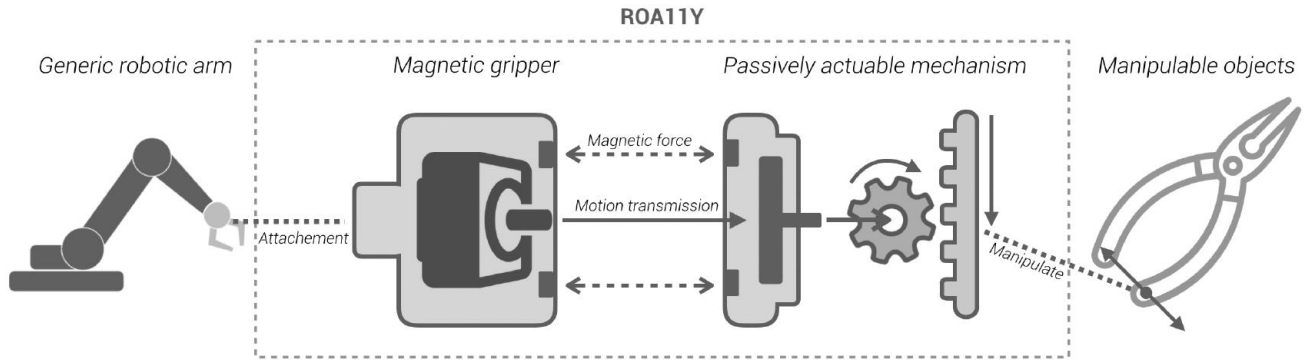 ROA11Y
Generic robotic arm
Magnetic gripper
Passively actuable mechanism
Manipulable objects
Magnetic force
Motion transmission
Attachement
Manipulate